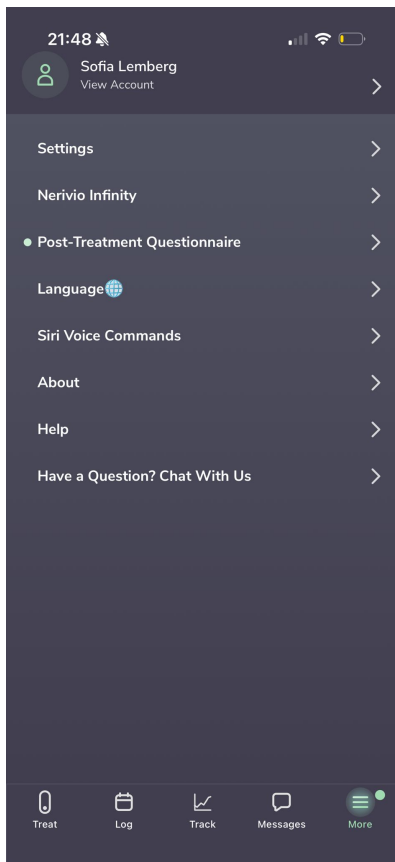 21:48
Sofia Lemberg
View Account
Settings
Nerivio Infinity
Post-Treatment Questionnaire
Language🌐
Siri Voice Commands
About
Help
Have a Question? Chat With Us
Treat
Log
Track
Messages
More